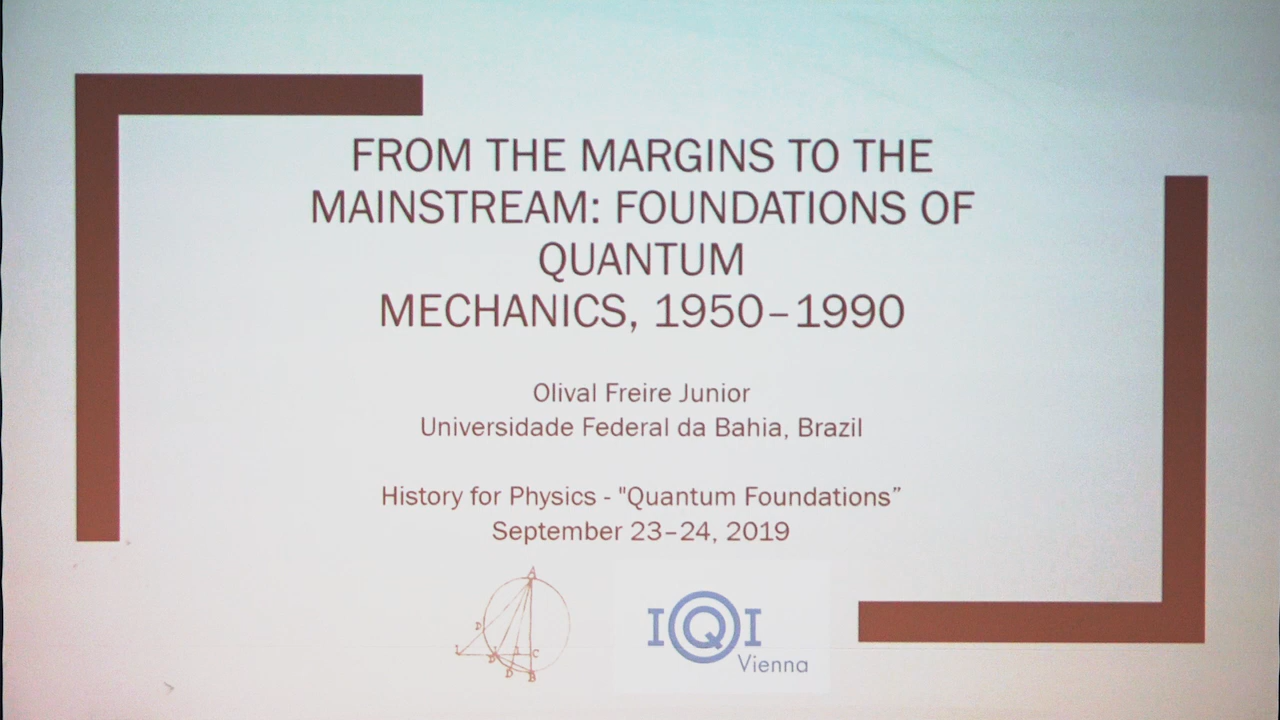 FROM THE MARGINS TO THE
MAINSTREAM: FOUNDATIONS OF
QUANTUM
MECHANICS, 1950–1990
Olival Freire Junior
Universidade Federal da Bahia, Brazil
History for Physics - "Quantum Foundations”
September 23–24, 2019
A
D
C
D
B
IQI
Vienna